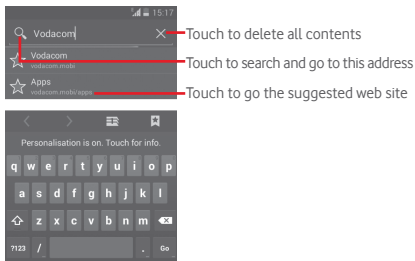 15:17
Vodacom
Touch to delete all contents
Vodacom
vodacom.mobi
Touch to search and go to this address
Apps
vodacom.mobi/apps
Touch to go the suggested web site
Personalisation is on. Touch for info.
q w e r t y u i o p
a s d f g h j k l
z x c v b n m
?123 / . Go